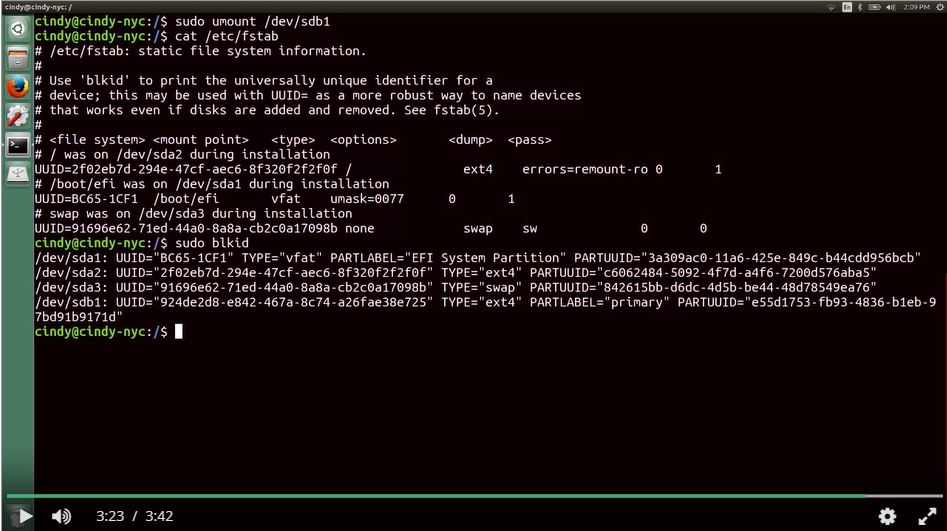 cindy@cindy-nyc: /
En
2:09 PM
cindy@cindy-nyc:/$ sudo umount /dev/sdb1
cindy@cindy-nyc:/$ cat /etc/fstab
# /etc/fstab: static file system information.
#
# Use 'blkid' to print the universally unique identifier for a
# device; this may be used with UUID= as a more robust way to name devices
# that works even if disks are added and removed. See fstab(5).
#
# <file system> <mount point>   <type>  <options>       <dump>  <pass>
# / was on /dev/sda2 during installation
UUID=2f02eb7d-294e-47cf-aec6-8f320f2f2f0f /               ext4    errors=remount-ro 0       1
# /boot/efi was on /dev/sda1 during installation
UUID=BC65-1CF1  /boot/efi       vfat    umask=0077      0       1
# swap was on /dev/sda3 during installation
UUID=91696e62-71ed-44a0-8a8a-cb2c0a17098b none            swap    sw              0       0
cindy@cindy-nyc:/$ sudo blkid
/dev/sda1: UUID="BC65-1CF1" TYPE="vfat" PARTLABEL="EFI System Partition" PARTUUID="3a309ac0-11a6-425e-849c-b44cdd956bcb"
/dev/sda2: UUID="2f02eb7d-294e-47cf-aec6-8f320f2f2f0f" TYPE="ext4" PARTUUID="c6062484-5092-4f7d-a4f6-7200d576aba5"
/dev/sda3: UUID="91696e62-71ed-44a0-8a8a-cb2c0a17098b" TYPE="swap" PARTUUID="842615bb-d6dc-4d5b-be44-48d78549ea76"
/dev/sdb1: UUID="924de2d8-e842-467a-8c74-a26fae38e725" TYPE="ext4" PARTLABEL="primary" PARTUUID="e55d1753-fb93-4836-b1eb-9
7bd91b9171d"
cindy@cindy-nyc:/$
3:23 / 3:42